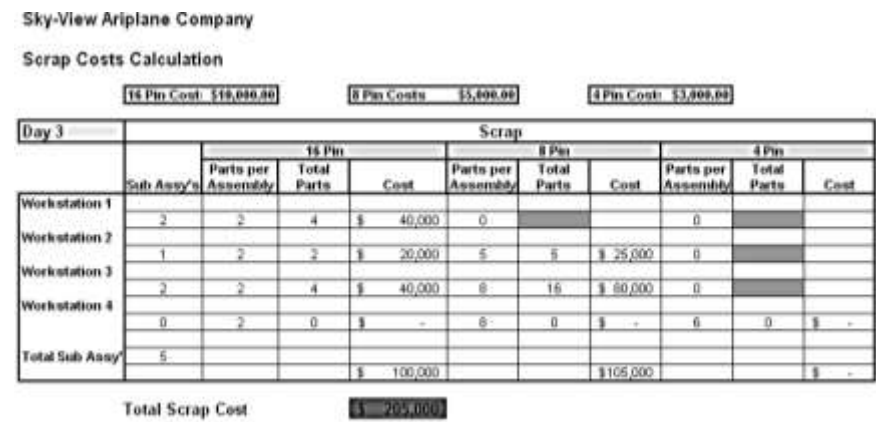 Sky-View Ariplane Company
Scrap Costs Calculation
16 Pin Cost: $10,000.00 8 Pin Costs $5,000.00 4 Pin Cost: $3,000.00
Day 3 Scrap
16 Pin 8 Pin 4 Pin
Sub Assy's Parts per Assembly Total Parts Cost Parts per Assembly Total Parts Cost Parts per Assembly Total Parts Cost
Workstation 1
2 2 4 $ 40,000 0 0
Workstation 2
1 2 2 $ 20,000 5 5 $ 25,000 0
Workstation 3
2 2 4 $ 40,000 8 16 $ 80,000 0
Workstation 4
0 2 0 $ - 8 0 $ - 6 0 $ -
Total Sub Assy' 5
$ 100,000 $105,000 $ -
Total Scrap Cost $ 205,000